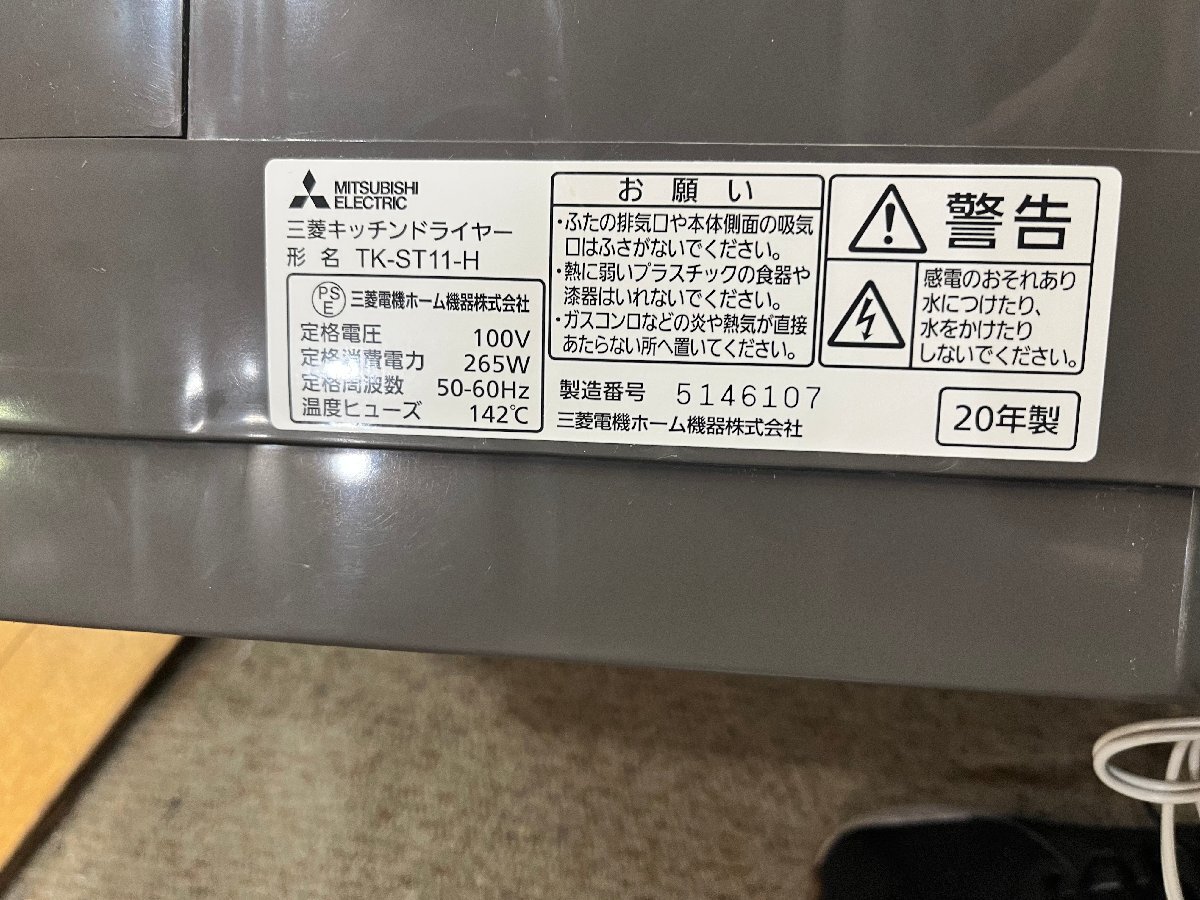 MITSUBISHI
ELECTRIC
三菱キッチンドライヤー
形 名 TK-ST11-H
PSE 三菱電機ホーム機器株式会社
定格電圧 100V
定格消費電力 265W
定格周波数 50-60Hz
温度ヒューズ 142℃
お願い
・ふたの排気口や本体側面の吸気
口はふさがないでください。
・熱に弱いプラスチックの食器や
漆器はいれないでください。
・ガスコンロなどの炎や熱気が直接
あたらない所へ置いてください。
製造番号 5146107
三菱電機ホーム機器株式会社
警告
感電のおそれあり
水につけたり、
水をかけたり
しないでください。
20年製